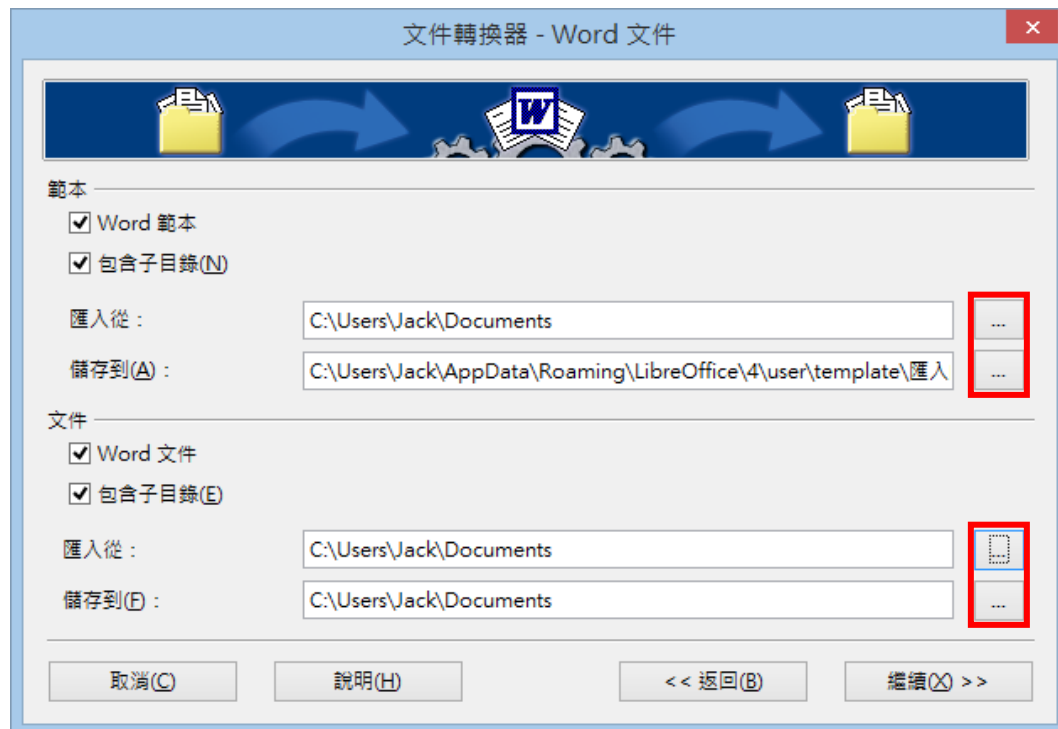 文件轉換器 - Word 文件
W
範本
Word 範本
包含子目錄(N)
匯入從：
C:\Users\Jack\Documents
...
儲存到(A)：
C:\Users\Jack\AppData\Roaming\LibreOffice\4\user\template\匯入
...
文件
Word 文件
包含子目錄(E)
匯入從：
C:\Users\Jack\Documents
...
儲存到(F)：
C:\Users\Jack\Documents
...
取消(C) 說明(H) << 返回(B) 繼續(X) >>